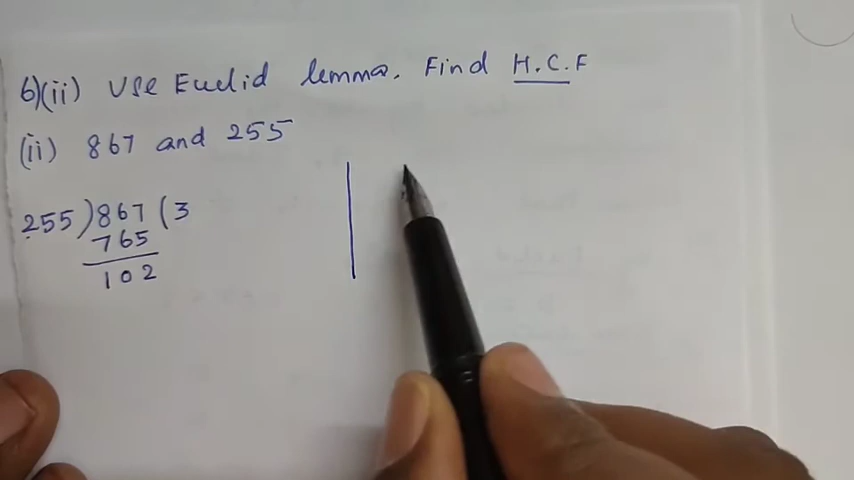 6)(ii) Use Euclid lemma. Find H.C.F
(ii) 867 and 255
255)867(3
765
102